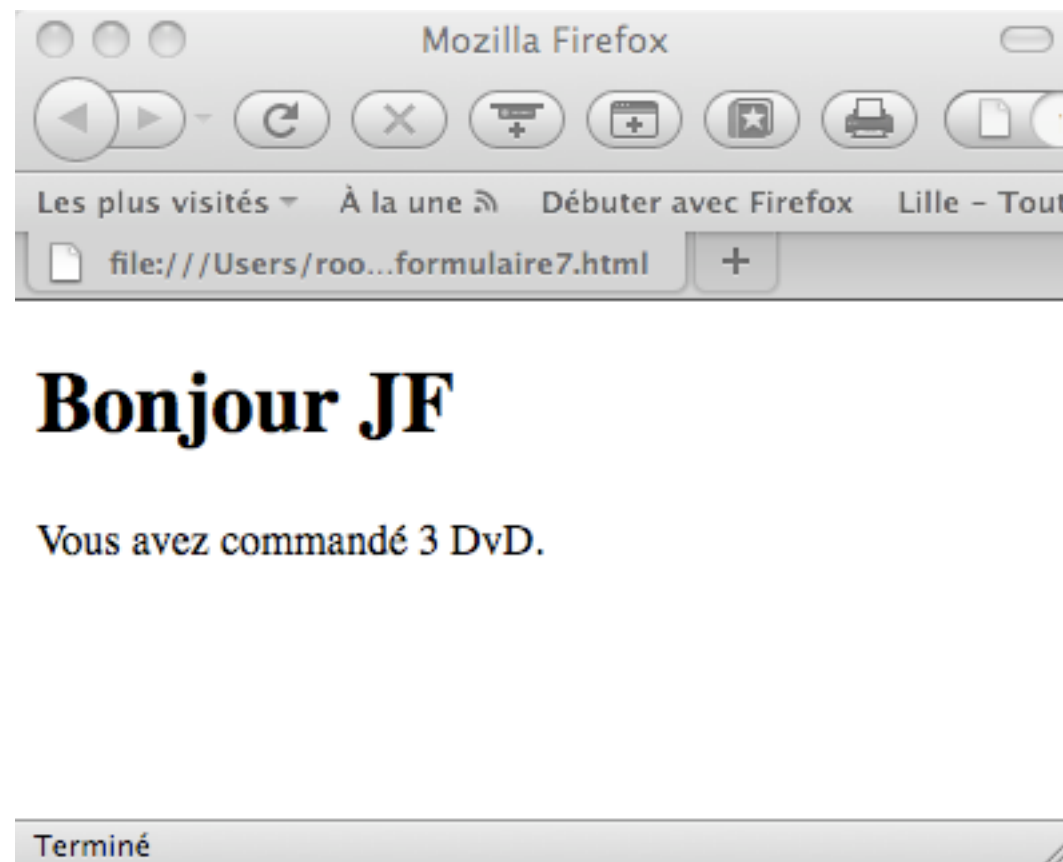 Mozilla Firefox
Les plus visités À la une Débuter avec Firefox Lille - Tout
file:///Users/roo...formulaire7.html +
Bonjour JF
Vous avez commandé 3 DvD.
Terminé